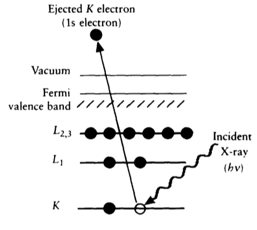 Ejected K electron
(1s electron)
Vacuum
Fermi
valence band
L2,3
L1
K
Incident
X-ray
(hν)